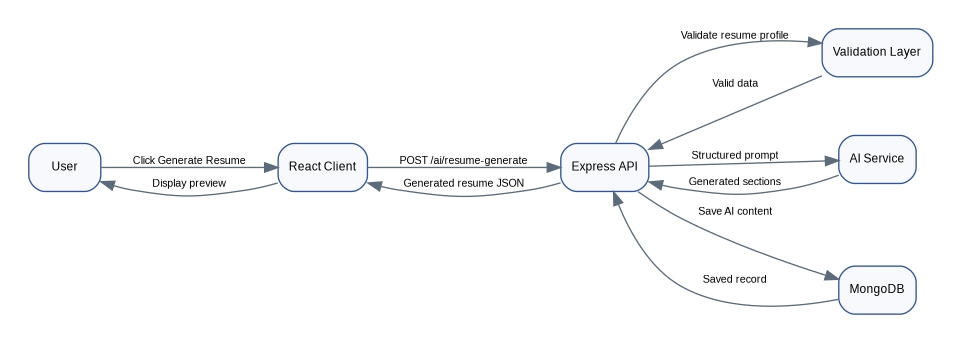 Validate resume profile
Validation Layer
Valid data
User
Click Generate Resume
Display preview
React Client
POST /ai/resume-generate
Generated resume JSON
Express API
Structured prompt
Generated sections
AI Service
Save AI content
Saved record
MongoDB